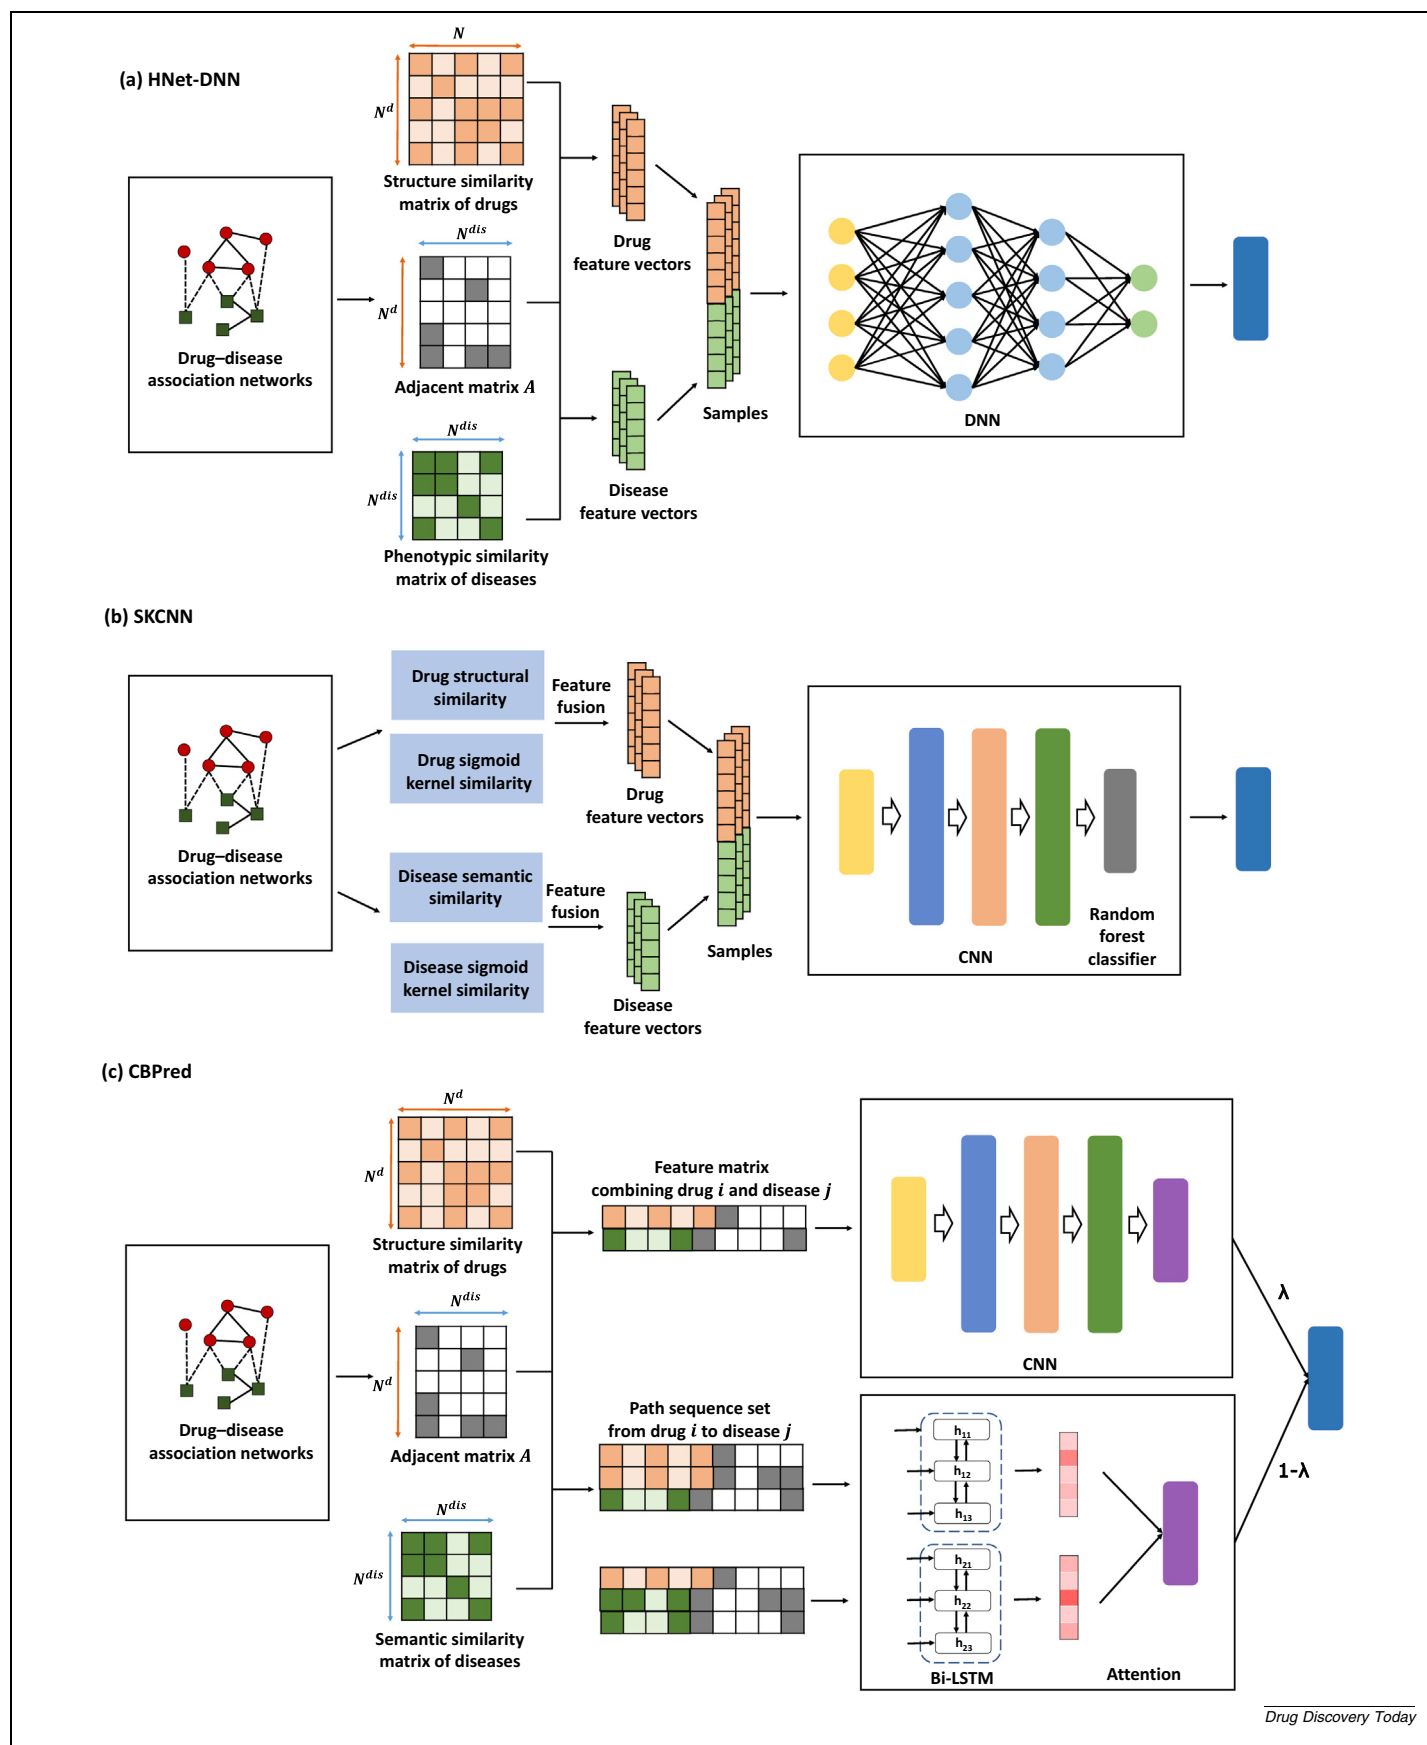 (a) HNet-DNN
N
N^d
Structure similarity
matrix of drugs
N^dis
N^d
Adjacent matrix A
N^dis
N^dis
Phenotypic similarity
matrix of diseases
Drug–disease
association networks
Drug
feature vectors
Disease
feature vectors
Samples
DNN
(b) SKCNN
Drug–disease
association networks
Drug structural
similarity
Drug sigmoid
kernel similarity
Disease semantic
similarity
Disease sigmoid
kernel similarity
Feature
fusion
Feature
fusion
Drug
feature vectors
Disease
feature vectors
Samples
CNN
Random
forest
classifier
(c) CBPred
N^d
N^d
Structure similarity
matrix of drugs
N^dis
N^d
Adjacent matrix A
N^dis
N^dis
Semantic similarity
matrix of diseases
Drug–disease
association networks
Feature matrix
combining drug i and disease j
Path sequence set
from drug i to disease j
CNN
h11
h12
h13
h21
h22
h23
Bi-LSTM
Attention
λ
1-λ
Drug Discovery Today